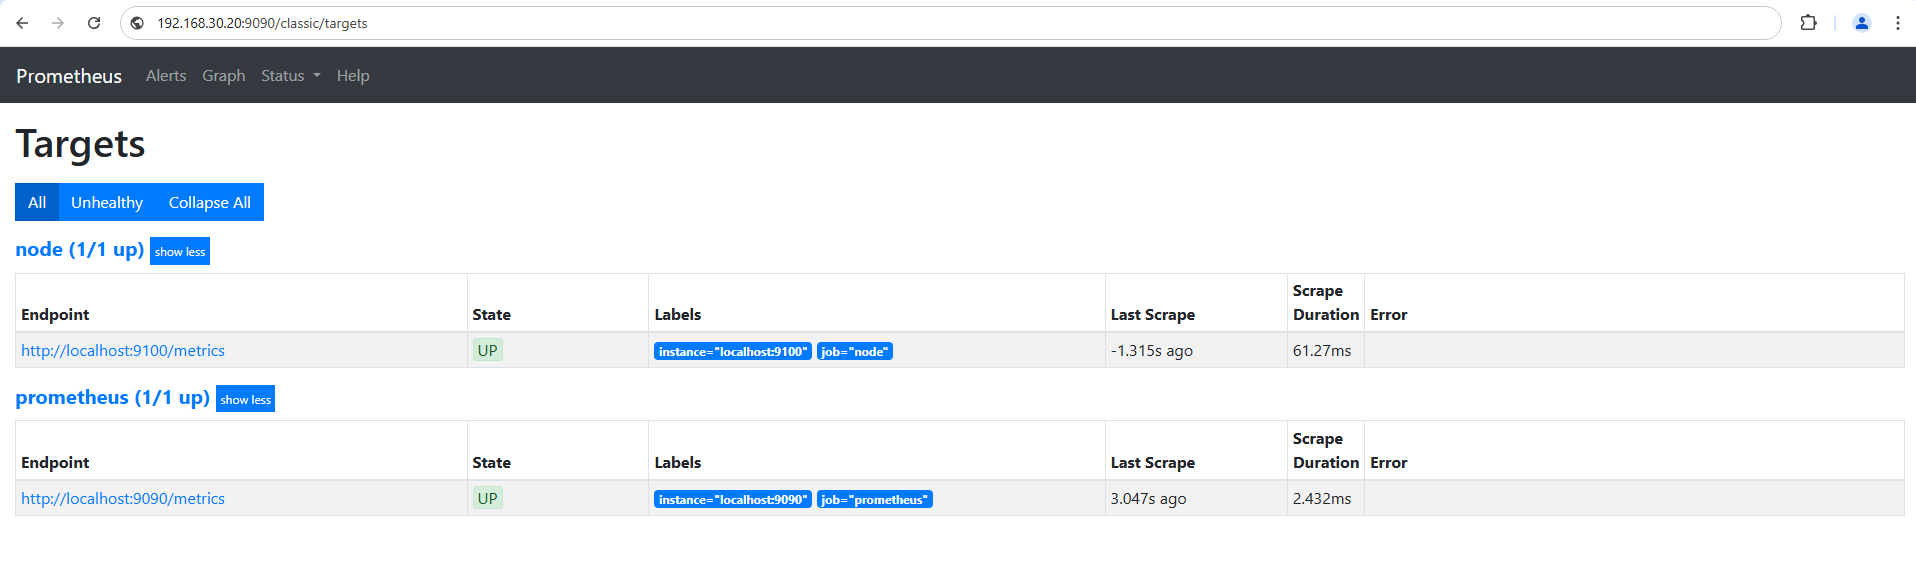 192.168.30.20:9090/classic/targets
Prometheus Alerts Graph Status Help
Targets
All Unhealthy Collapse All
node (1/1 up) show less
Endpoint State Labels Last Scrape Scrape Duration Error
http://localhost:9100/metrics UP instance="localhost:9100" job="node" -1.315s ago 61.27ms
prometheus (1/1 up) show less
Endpoint State Labels Last Scrape Scrape Duration Error
http://localhost:9090/metrics UP instance="localhost:9090" job="prometheus" 3.047s ago 2.432ms